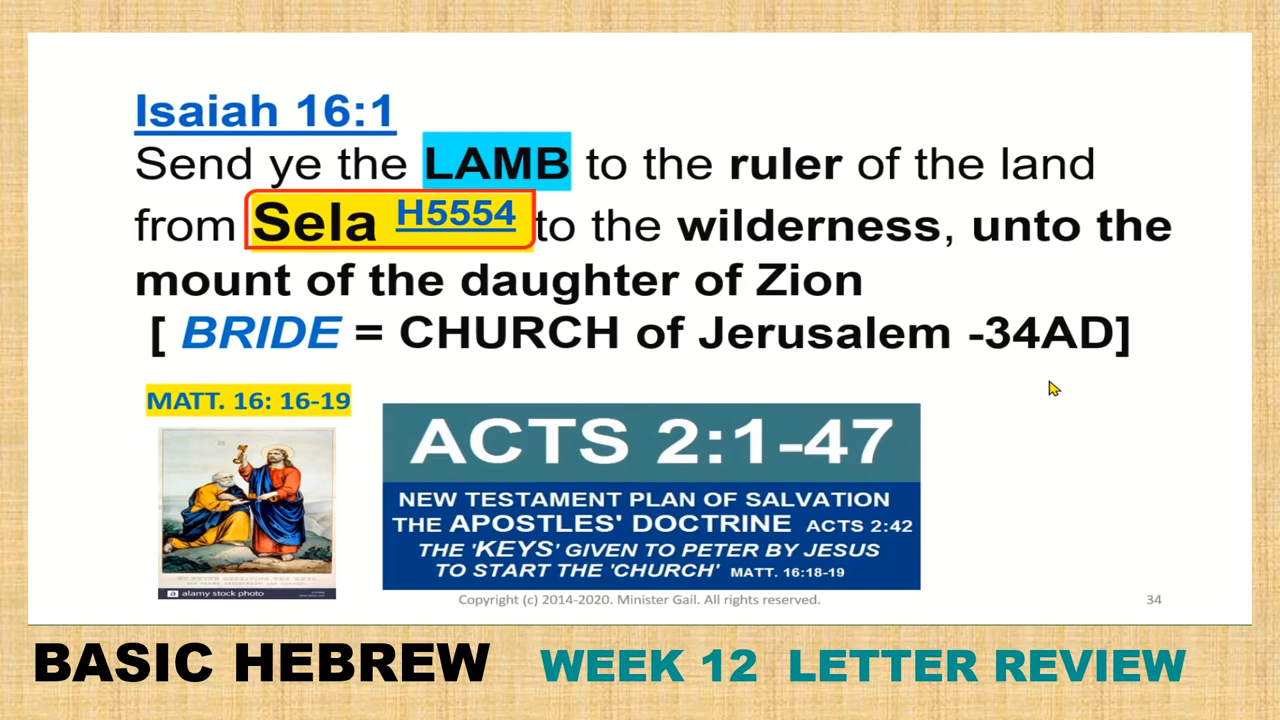 Isaiah 16:1
Send ye the LAMB to the ruler of the land
from Sela H5554 to the wilderness, unto the
mount of the daughter of Zion
[ BRIDE = CHURCH of Jerusalem -34AD]
MATT. 16: 16-19
a alamy stock photo
ACTS 2:1-47
NEW TESTAMENT PLAN OF SALVATION
THE APOSTLES' DOCTRINE ACTS 2:42
THE 'KEYS' GIVEN TO PETER BY JESUS
TO START THE 'CHURCH' MATT. 16:18-19
Copyright (c) 2014-2020. Minister Gail. All rights reserved.
34
BASIC HEBREW WEEK 12 LETTER REVIEW